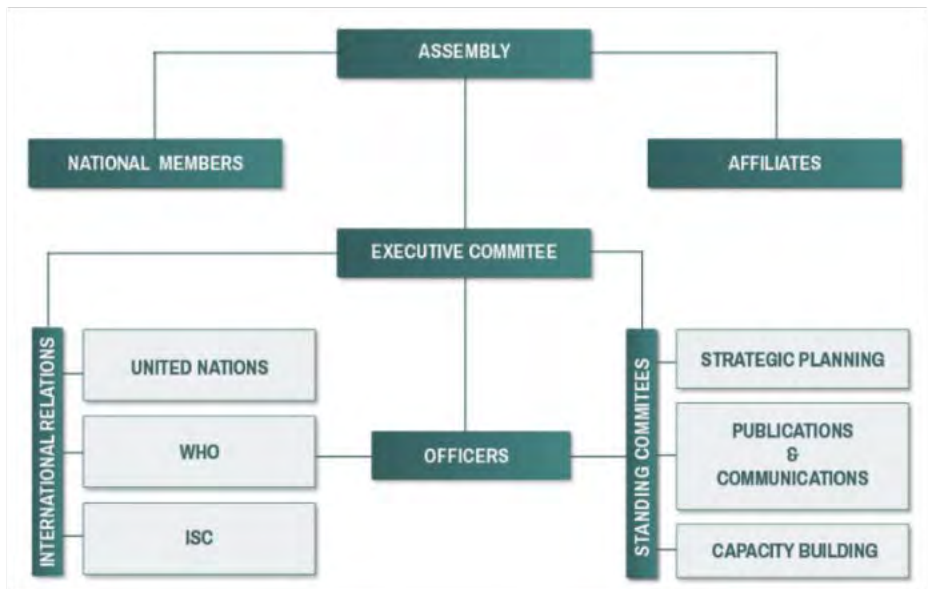 ASSEMBLY
NATIONAL MEMBERS
AFFILIATES
EXECUTIVE COMMITEE
INTERNATIONAL RELATIONS
UNITED NATIONS
WHO
ISC
OFFICERS
STANDING COMMITEES
STRATEGIC PLANNING
PUBLICATIONS
&
COMMUNICATIONS
CAPACITY BUILDING